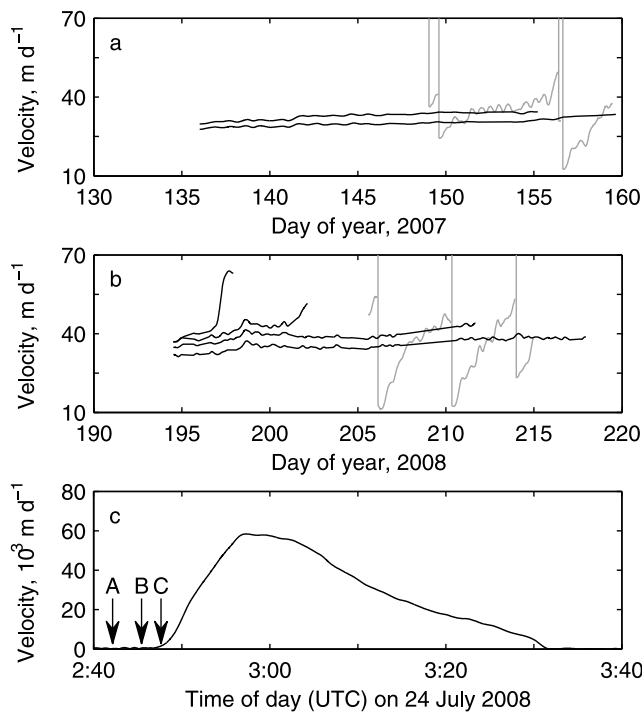 70
a
40
10
Velocity, m d⁻¹
130 135 140 145 150 155 160
Day of year, 2007
70
b
40
10
Velocity, m d⁻¹
190 195 200 205 210 215 220
Day of year, 2008
80
c
60
40
A B C
20
0
Velocity, 10³ m d⁻¹
2:40 3:00 3:20 3:40
Time of day (UTC) on 24 July 2008